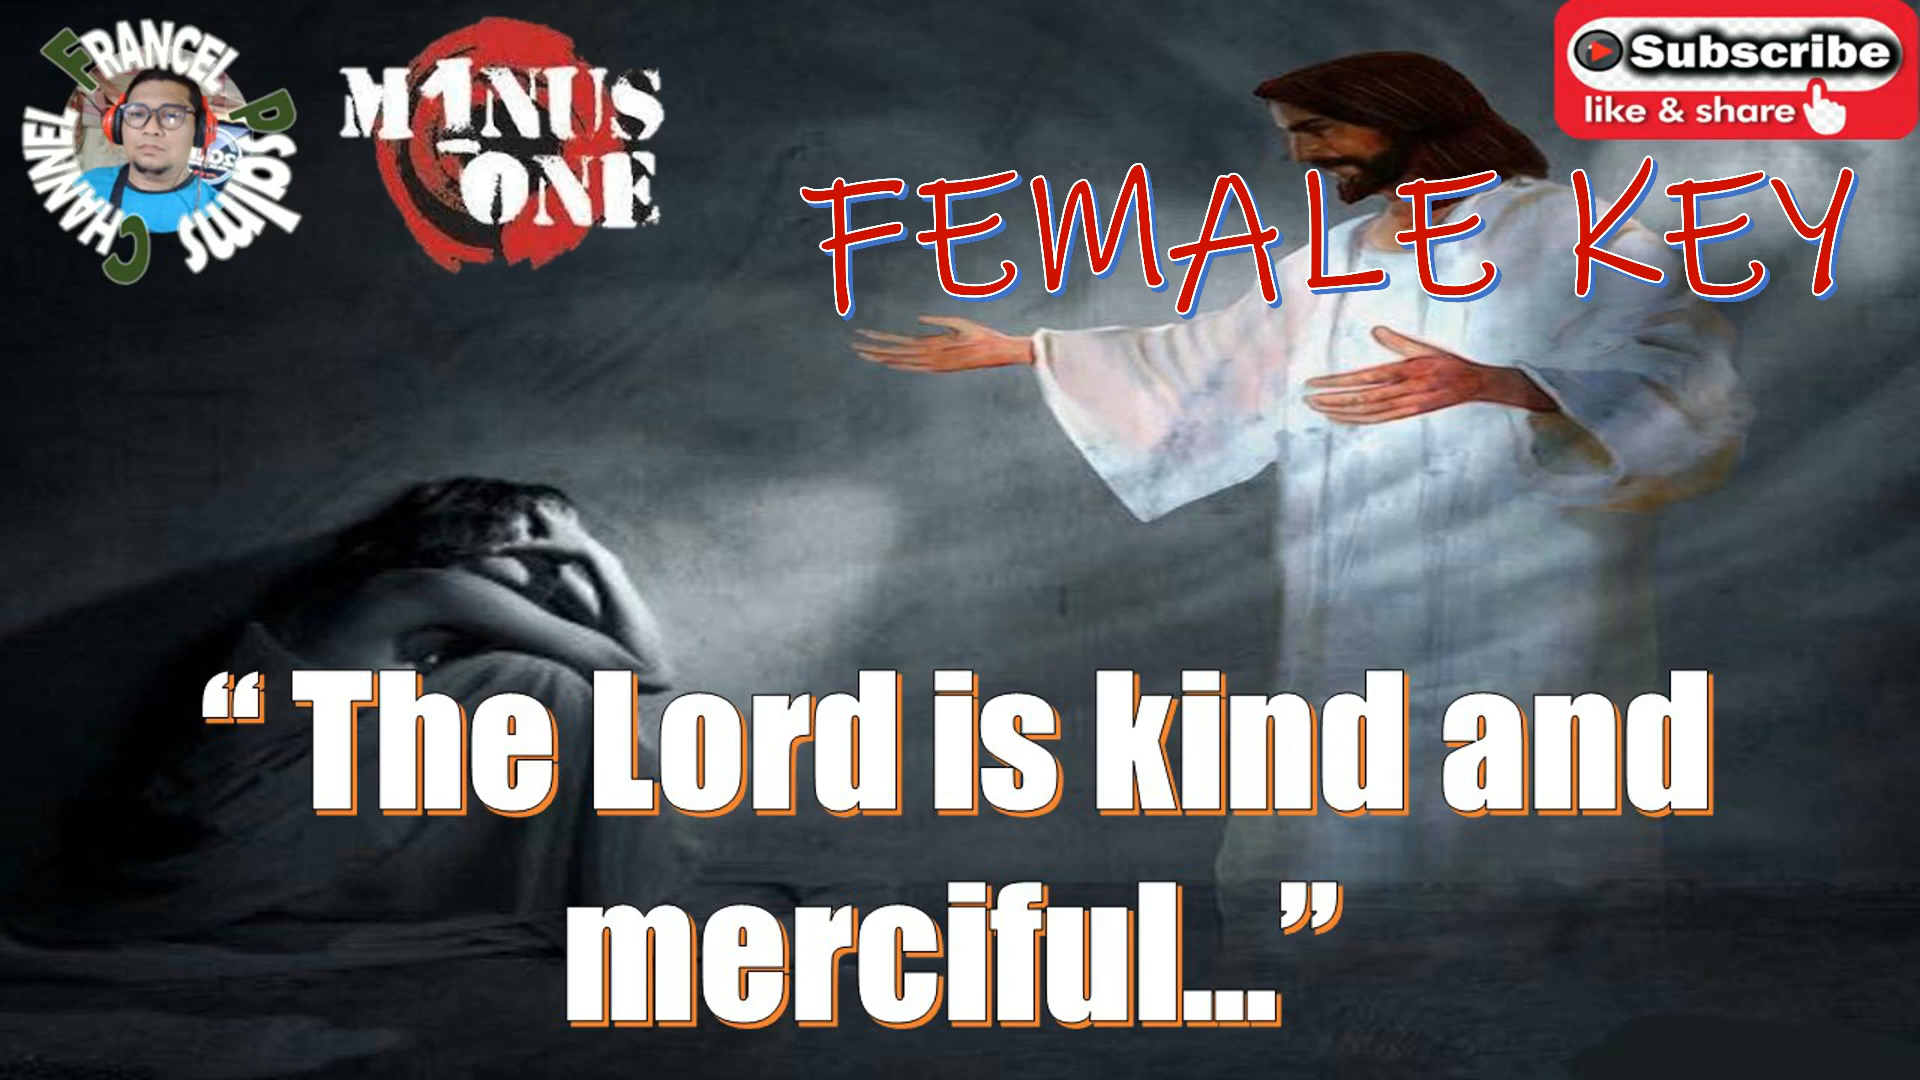 FRANCEL Psalms CHANNEL
M1NUS
ONE
Subscribe
like & share
FEMALE KEY
“ The Lord is kind and
merciful...”